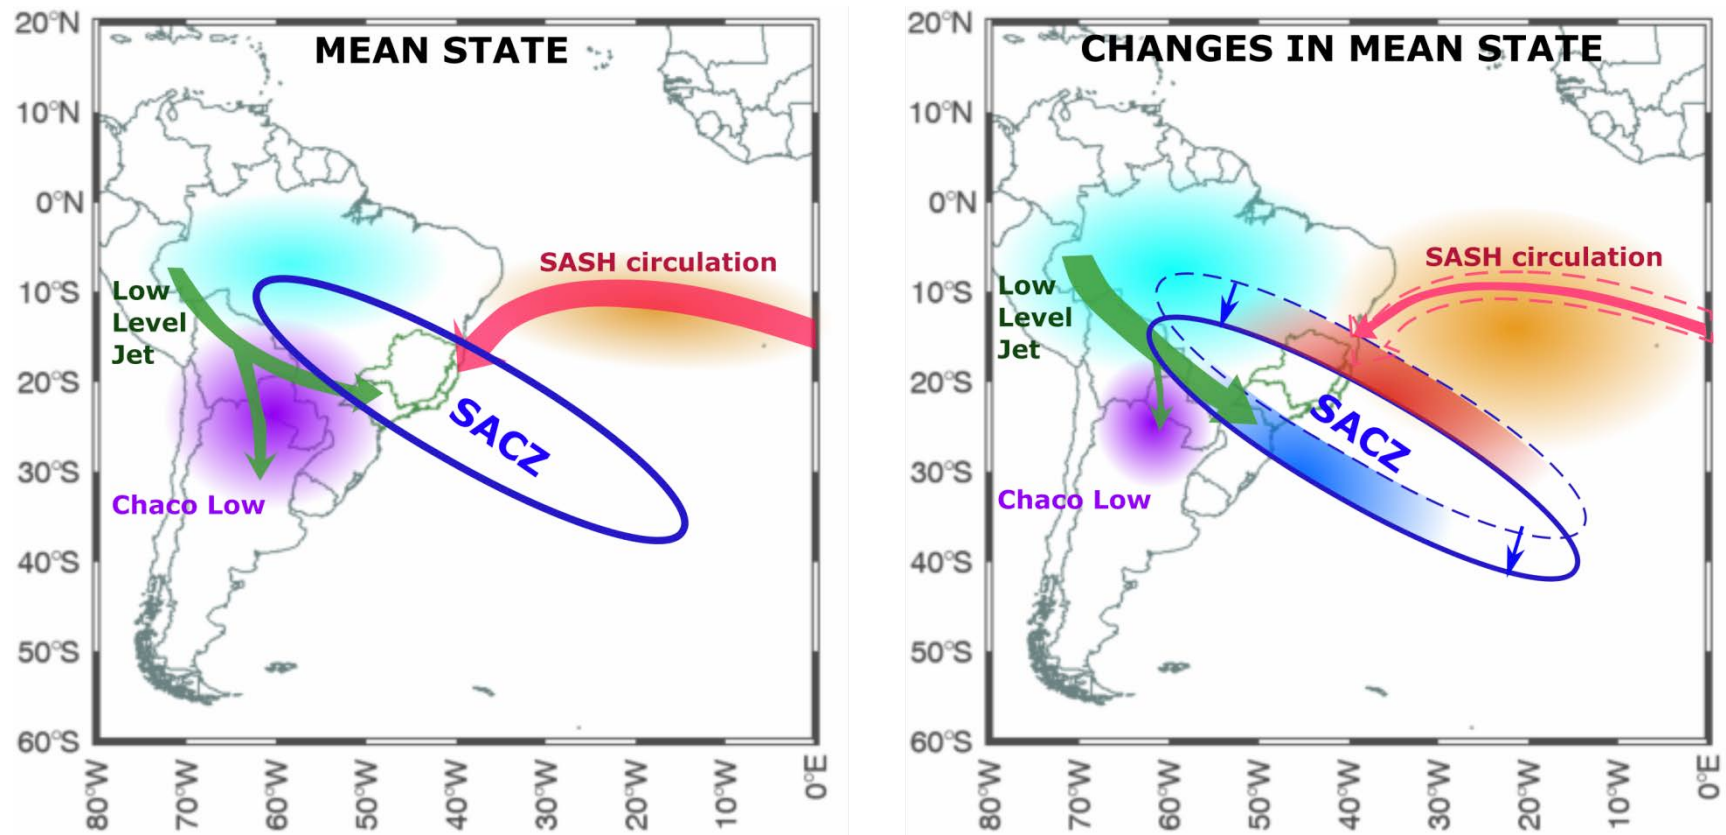 MEAN STATE
20°N
10°N
0°N
10°S
20°S
30°S
40°S
50°S
60°S
80°W
70°W
60°W
50°W
40°W
30°W
20°W
10°W
0°E
SASH circulation
Low
Level
Jet
SACZ
Chaco Low
CHANGES IN MEAN STATE
20°N
10°N
0°N
10°S
20°S
30°S
40°S
50°S
60°S
80°W
70°W
60°W
50°W
40°W
30°W
20°W
10°W
0°E
SASH circulation
Low
Level
Jet
SACZ
Chaco Low